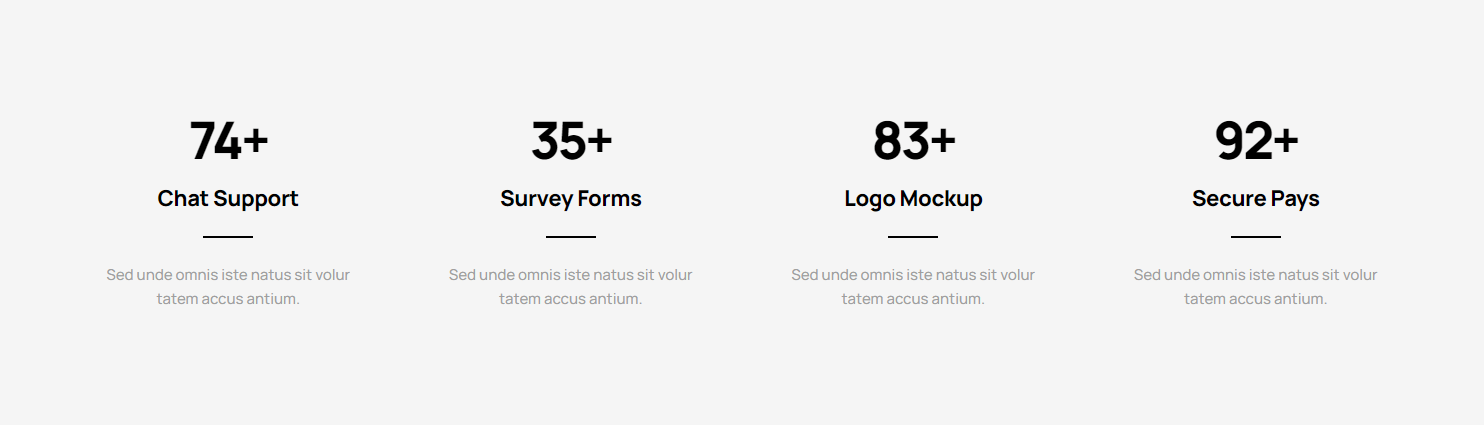 74+
Chat Support
Sed unde omnis iste natus sit volur
tatem accus antium.
35+
Survey Forms
Sed unde omnis iste natus sit volur
tatem accus antium.
83+
Logo Mockup
Sed unde omnis iste natus sit volur
tatem accus antium.
92+
Secure Pays
Sed unde omnis iste natus sit volur
tatem accus antium.